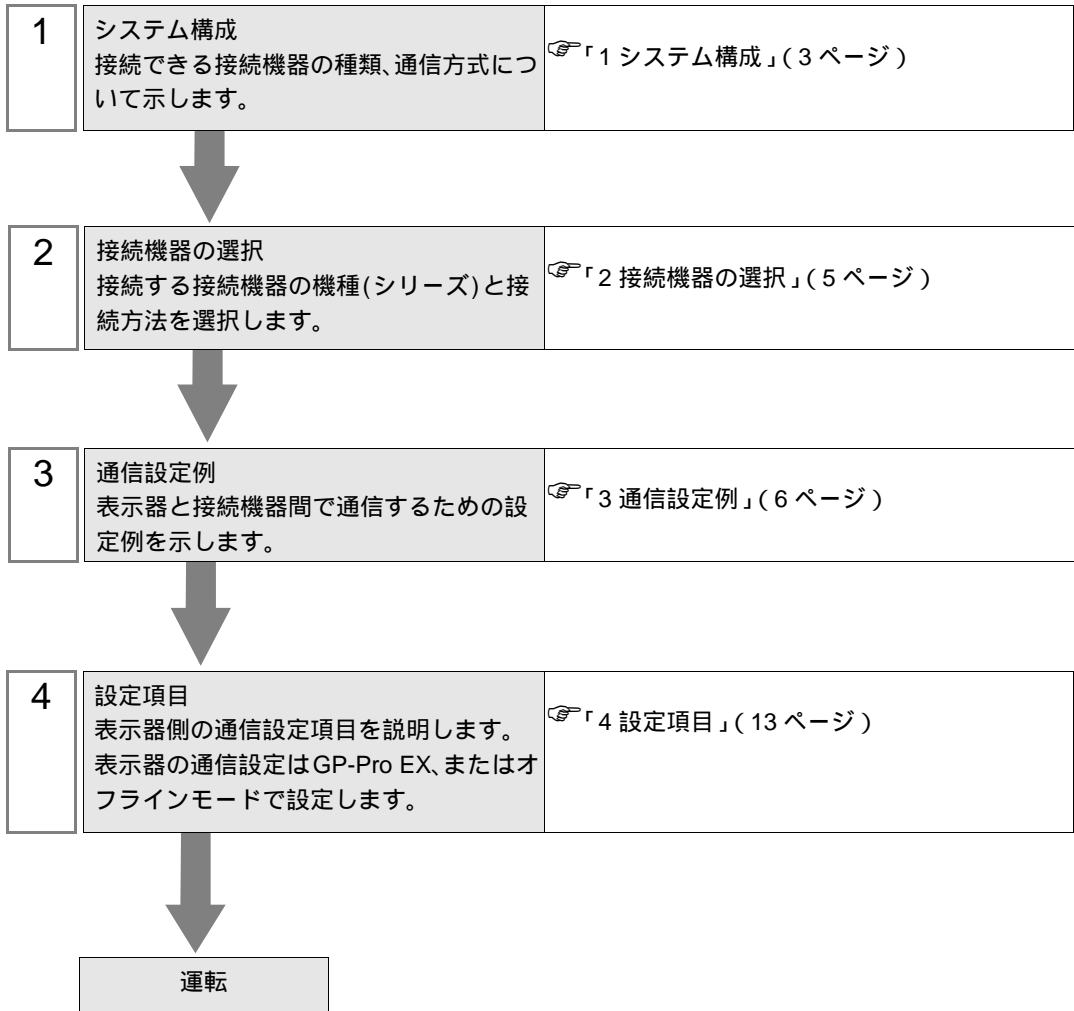 1
システム構成
接続できる接続機器の種類、通信方式につ
いて示します。
☞「1 システム構成」(3 ページ)
2
接続機器の選択
接続する接続機器の機種(シリーズ)と接
続方法を選択します。
☞「2 接続機器の選択」(5 ページ)
3
通信設定例
表示器と接続機器間で通信するための設
定例を示します。
☞「3 通信設定例」(6 ページ)
4
設定項目
表示器側の通信設定項目を説明します。
表示器の通信設定はGP-Pro EX、またはオ
フラインモードで設定します。
☞「4 設定項目」(13 ページ)
運転